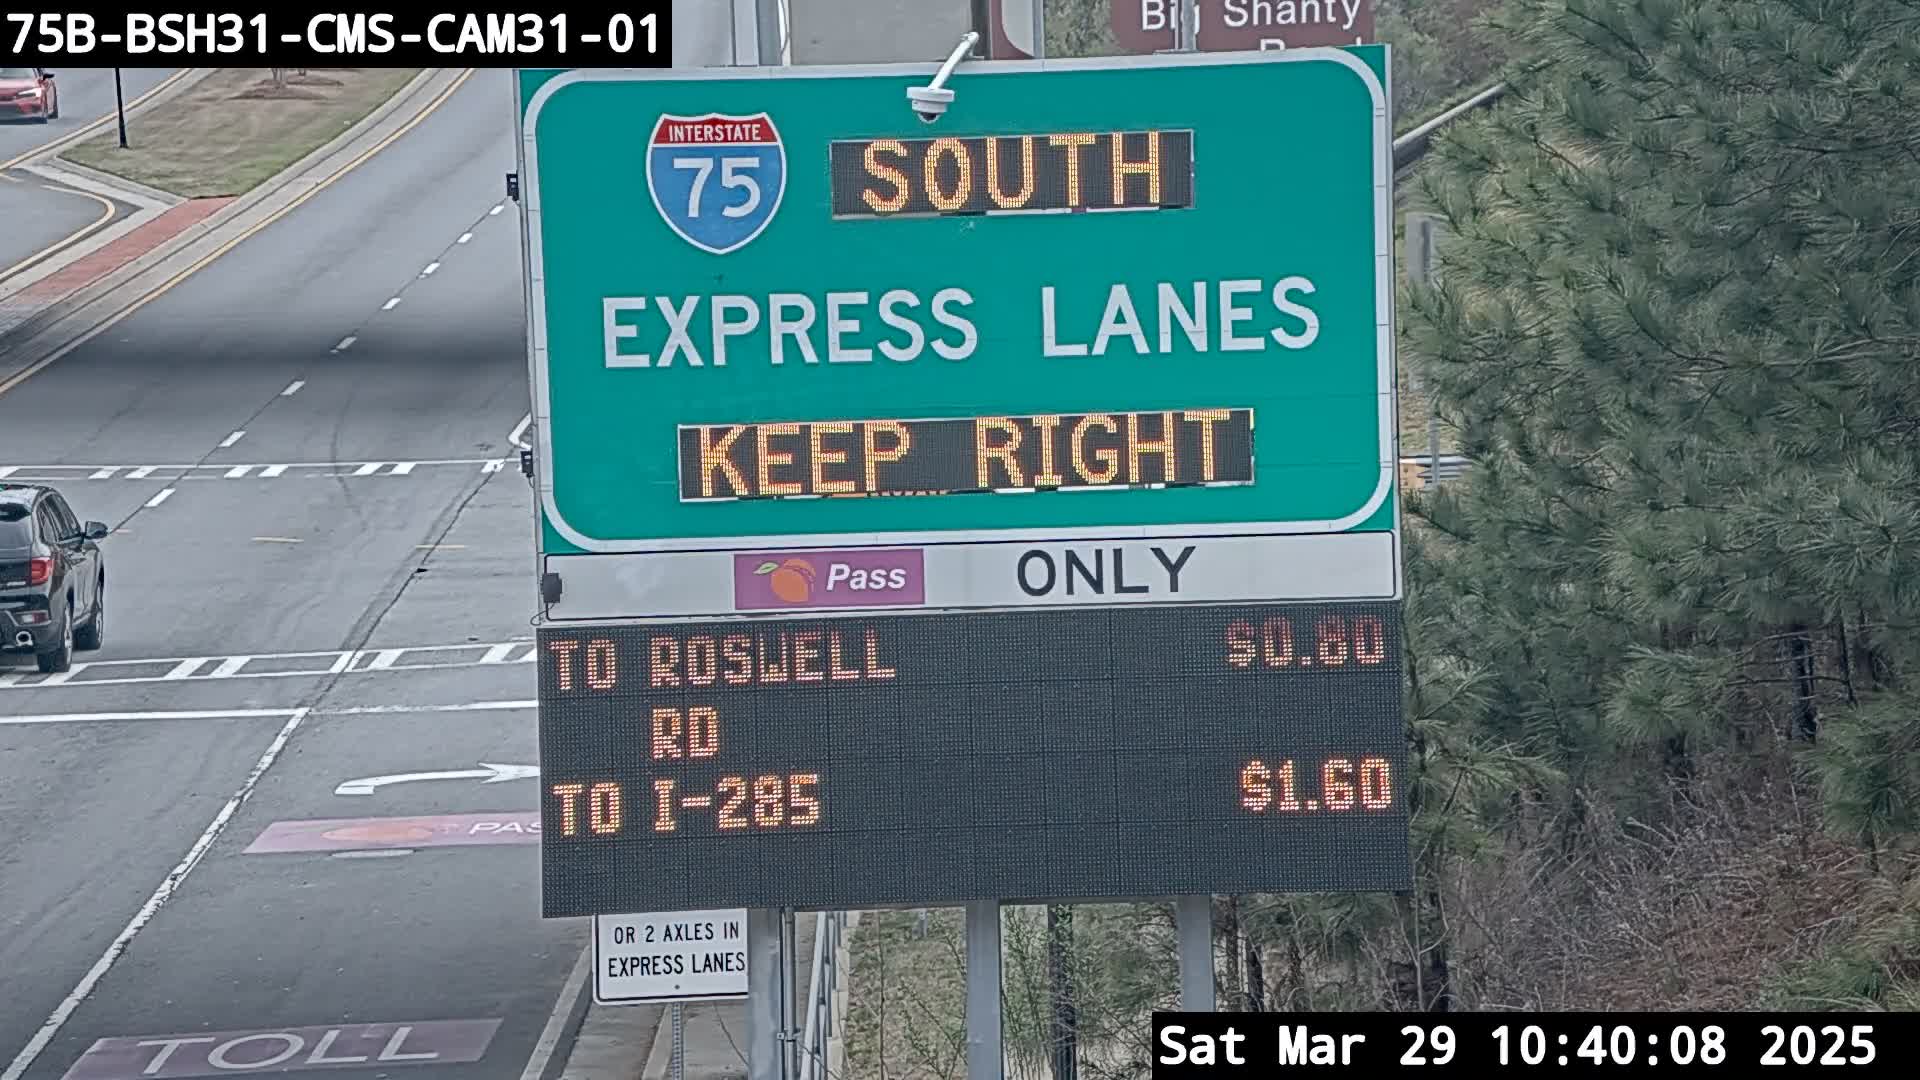 75B-BSH31-CMS-CAM31-01
Big Shanty
INTERSTATE
75
SOUTH
EXPRESS LANES
KEEP RIGHT
Pass ONLY
TO ROSWELL $0.80
RD
TO I-285 $1.60
OR 2 AXLES IN
EXPRESS LANES
TOLL
Sat Mar 29 10:40:08 2025